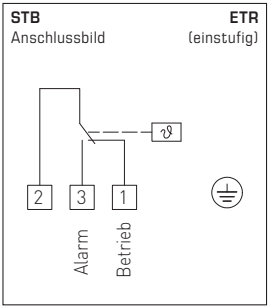 STB ETR
Anschlussbild (einstufig)
ϑ
2 3 1
Alarm
Betrieb